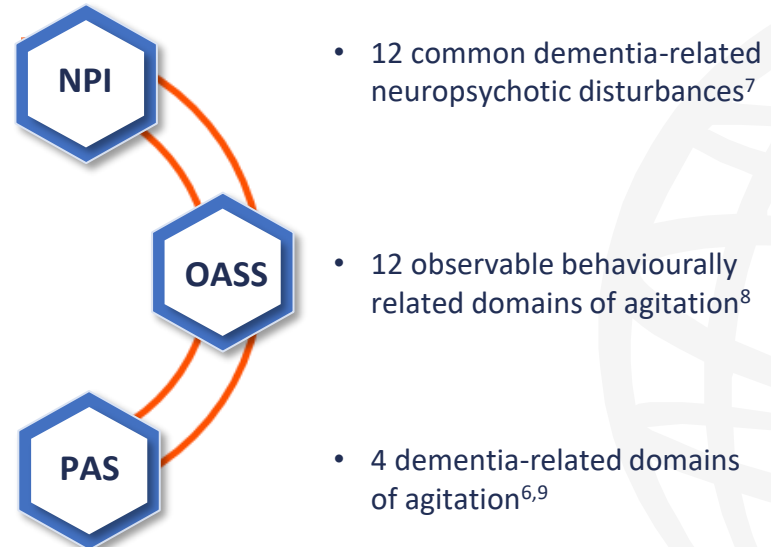 NPI
• 12 common dementia-related
neuropsychotic disturbances⁷
OASS
• 12 observable behaviourally
related domains of agitation⁸
PAS
• 4 dementia-related domains
of agitation⁶,⁹